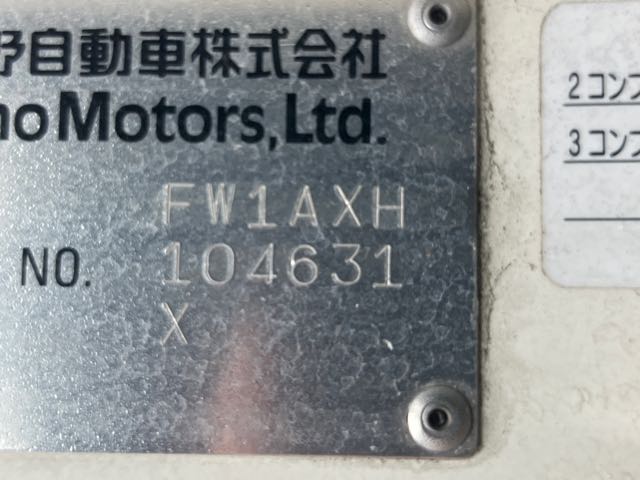 野自動車株式会社
no Motors, Ltd.
FW1AXH
NO. 104631
X
2コンプ
3コンプ